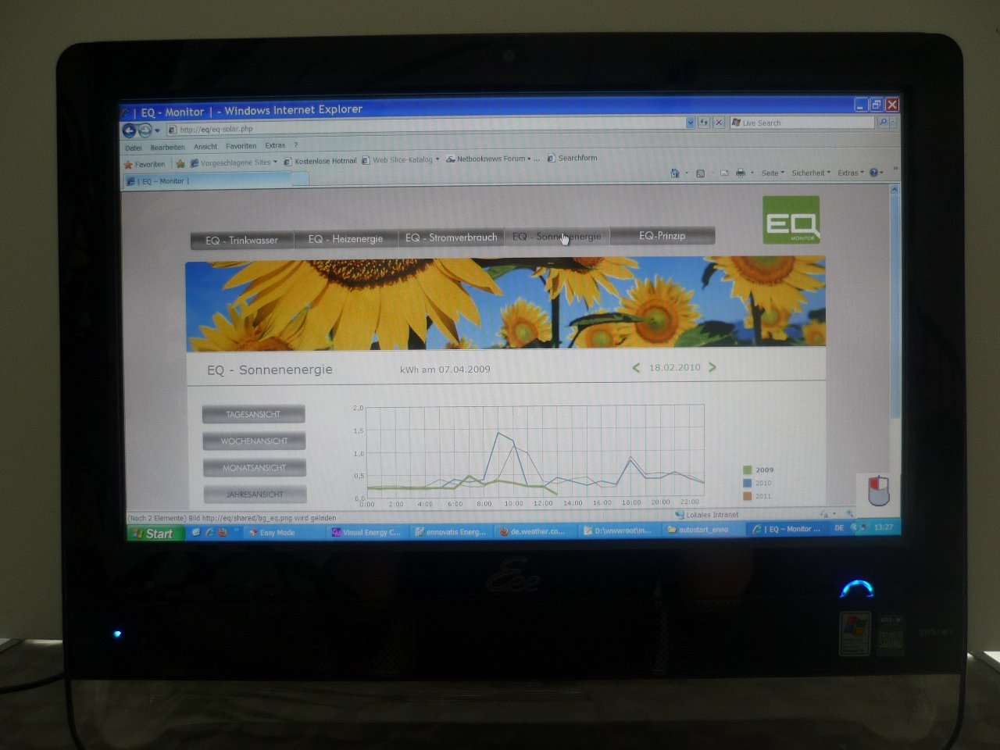 | EQ - Monitor | - Windows Internet Explorer
http://eq/eq-solar.php
Live Search
Datei Bearbeiten Ansicht Favoriten Extras ?
Favoriten Vorgeschlagene Sites Kostenlose Hotmail Web Slice-Katalog Netbooknews Forum • ... Searchform
| EQ - Monitor |
Seite Sicherheit Extras
EQ
MONITOR
EQ - Trinkwasser EQ - Heizenergie EQ - Stromverbrauch EQ - Sonnenenergie EQ-Prinzip
EQ - Sonnenenergie kWh am 07.04.2009 < 18.02.2010 >
TAGESANSICHT
WOCHENANSICHT
MONATSANSICHT
JAHRESANSICHT
2,0
1,5
1,0
0,5
0,0
0:00 2:00 4:00 6:00 8:00 10:00 12:00 14:00 16:00 18:00 20:00 22:00
2009
2010
2011
(Noch 2 Elemente) Bild http://eq/shared/bg_eq.png wird geladen
Lokales Intranet
Start Easy Mode Visual Energy C... ennovatis Energ... de.weather.co... D:\wwwroot\in... autostart_enno | EQ - Monitor ... DE 13:27
Eee
SOUND